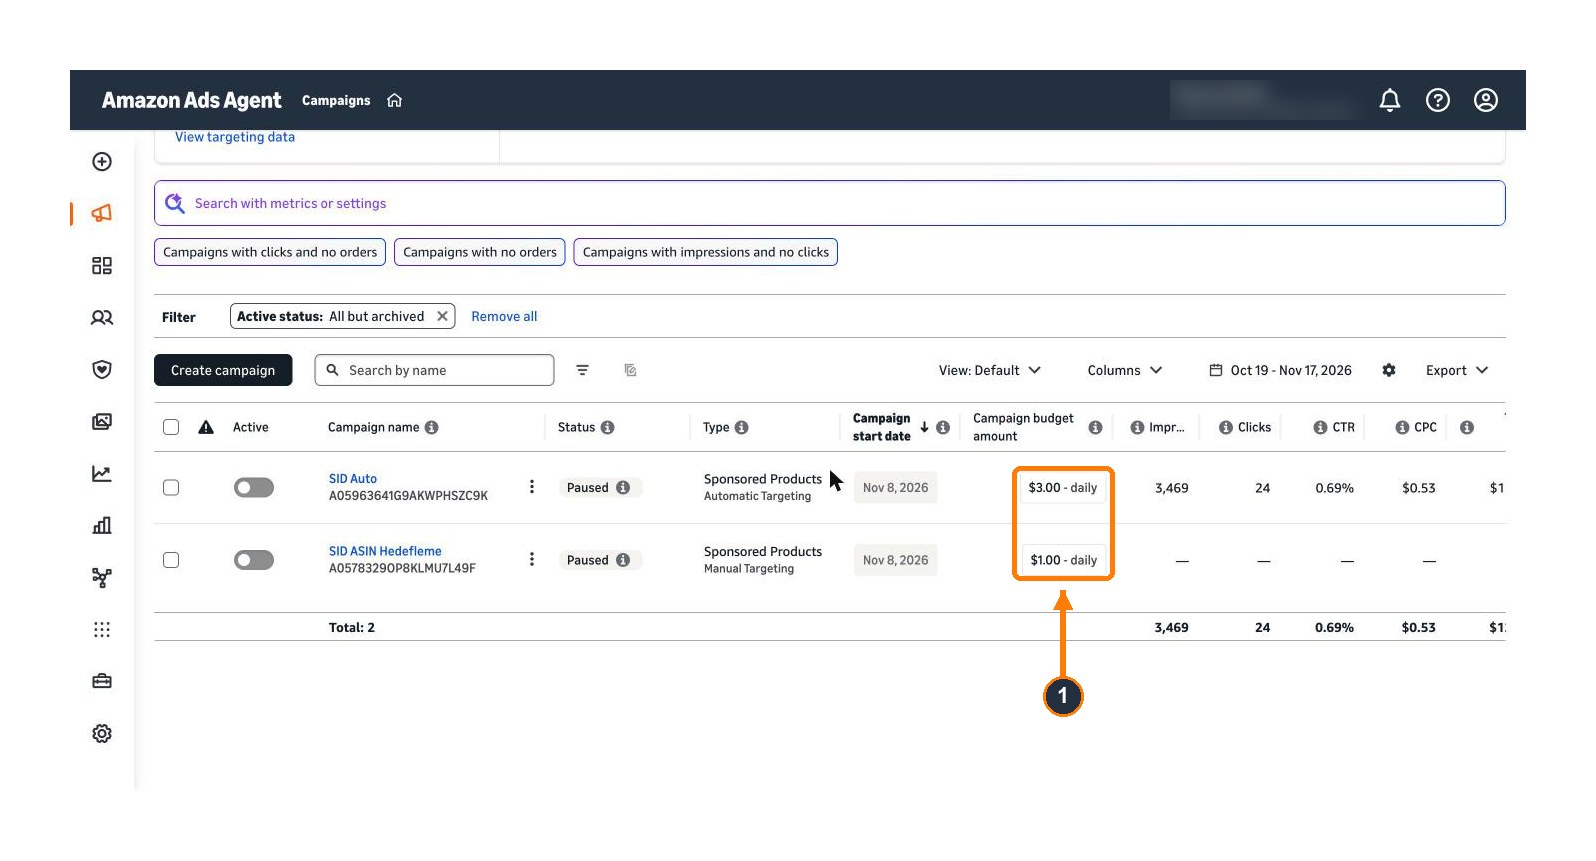 Amazon Ads Agent Campaigns
View targeting data
Search with metrics or settings
Campaigns with clicks and no orders Campaigns with no orders Campaigns with impressions and no clicks
Filter Active status: All but archived Remove all
Create campaign Search by name View: Default Columns Oct 19 - Nov 17, 2026 Export
Active Campaign name Status Type Campaign start date Campaign budget amount Impr... Clicks CTR CPC
SID Auto Paused Sponsored Products Nov 8, 2026 $3.00 - daily 3,469 24 0.69% $0.53 $1
A05963641G9AKWPHSZC9K Automatic Targeting
SID ASIN Hedefleme Paused Sponsored Products Nov 8, 2026 $1.00 - daily — — — —
A0578329OP8KLMU7L49F Manual Targeting
Total: 2 3,469 24 0.69% $0.53
1